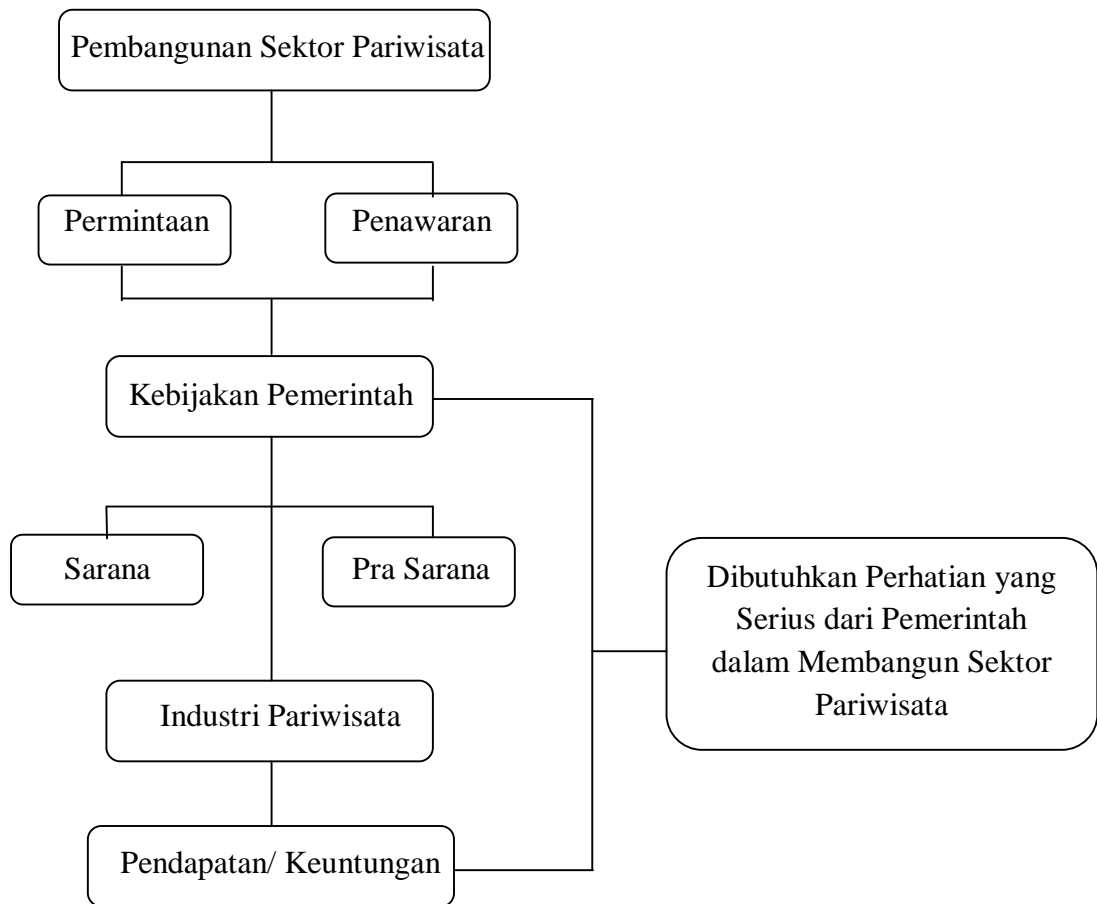 Pembangunan Sektor Pariwisata
Permintaan
Penawaran
Kebijakan Pemerintah
Sarana
Pra Sarana
Dibutuhkan Perhatian yang
Serius dari Pemerintah
dalam Membangun Sektor
Pariwisata
Industri Pariwisata
Pendapatan/ Keuntungan